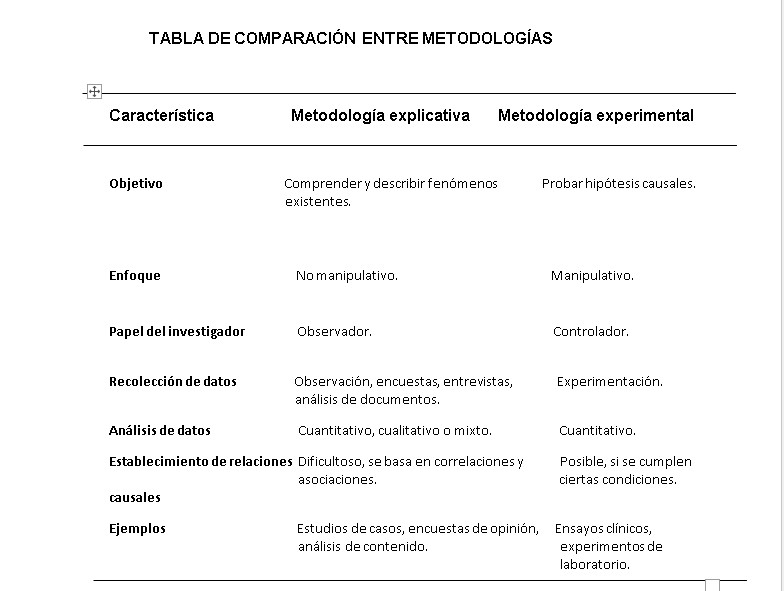 TABLA DE COMPARACIÓN ENTRE METODOLOGÍAS
Característica Metodología explicativa Metodología experimental
Objetivo Comprender y describir fenómenos Probar hipótesis causales.
existentes.
Enfoque No manipulativo. Manipulativo.
Papel del investigador Observador. Controlador.
Recolección de datos Observación, encuestas, entrevistas, Experimentación.
análisis de documentos.
Análisis de datos Cuantitativo, cualitativo o mixto. Cuantitativo.
Establecimiento de relaciones Dificultoso, se basa en correlaciones y Posible, si se cumplen
asociaciones. ciertas condiciones.
causales
Ejemplos Estudios de casos, encuestas de opinión, Ensayos clínicos,
análisis de contenido. experimentos de
laboratorio.